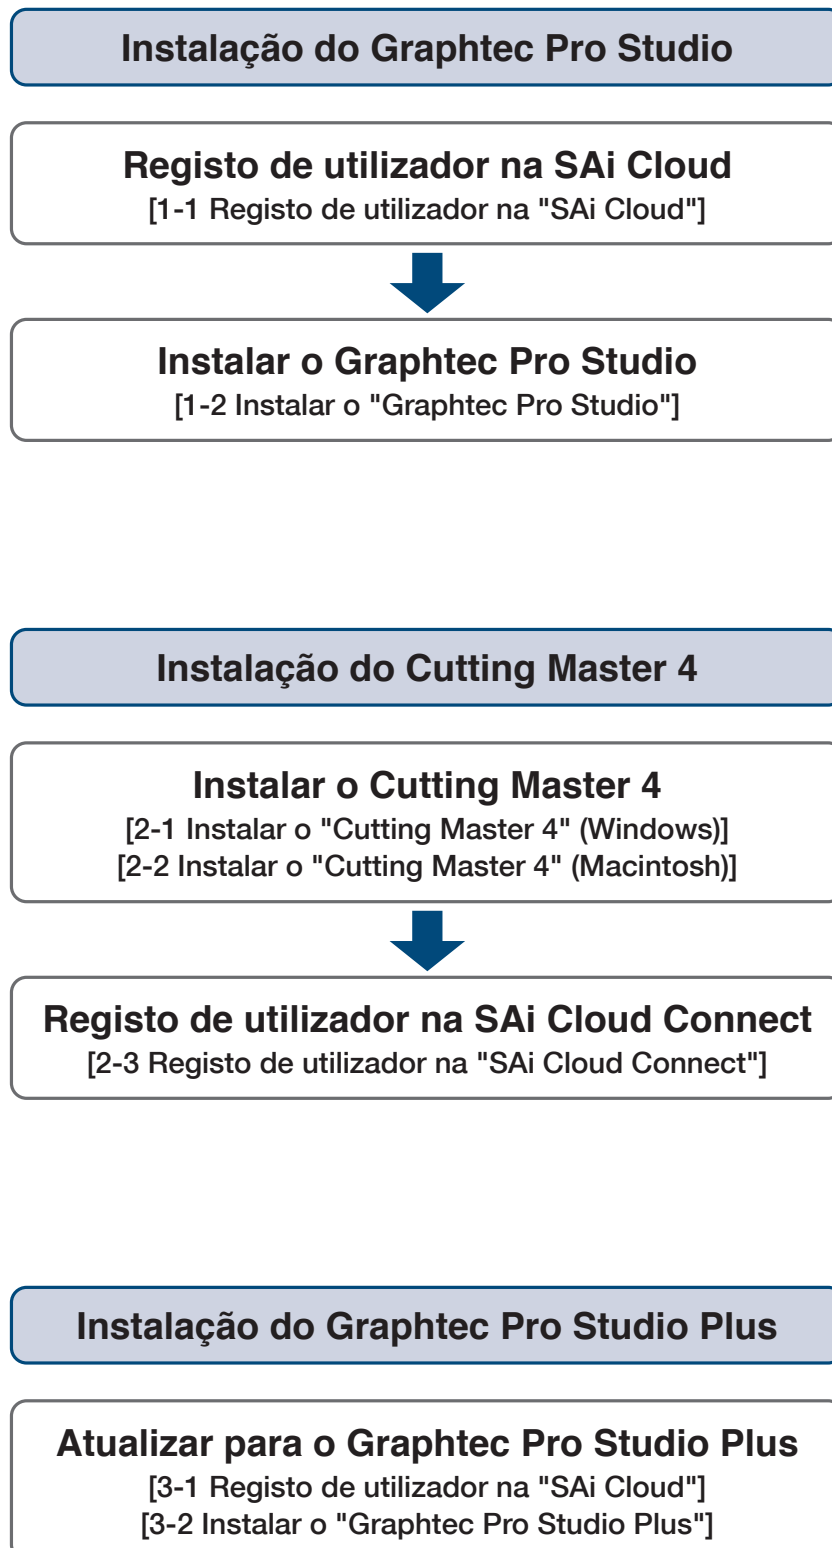 Instalação do Graphtec Pro Studio
Registo de utilizador na SAi Cloud
[1-1 Registo de utilizador na "SAi Cloud"]
Instalar o Graphtec Pro Studio
[1-2 Instalar o "Graphtec Pro Studio"]
Instalação do Cutting Master 4
Instalar o Cutting Master 4
[2-1 Instalar o "Cutting Master 4" (Windows)]
[2-2 Instalar o "Cutting Master 4" (Macintosh)]
Registo de utilizador na SAi Cloud Connect
[2-3 Registo de utilizador na "SAi Cloud Connect"]
Instalação do Graphtec Pro Studio Plus
Atualizar para o Graphtec Pro Studio Plus
[3-1 Registo de utilizador na "SAi Cloud"]
[3-2 Instalar o "Graphtec Pro Studio Plus"]